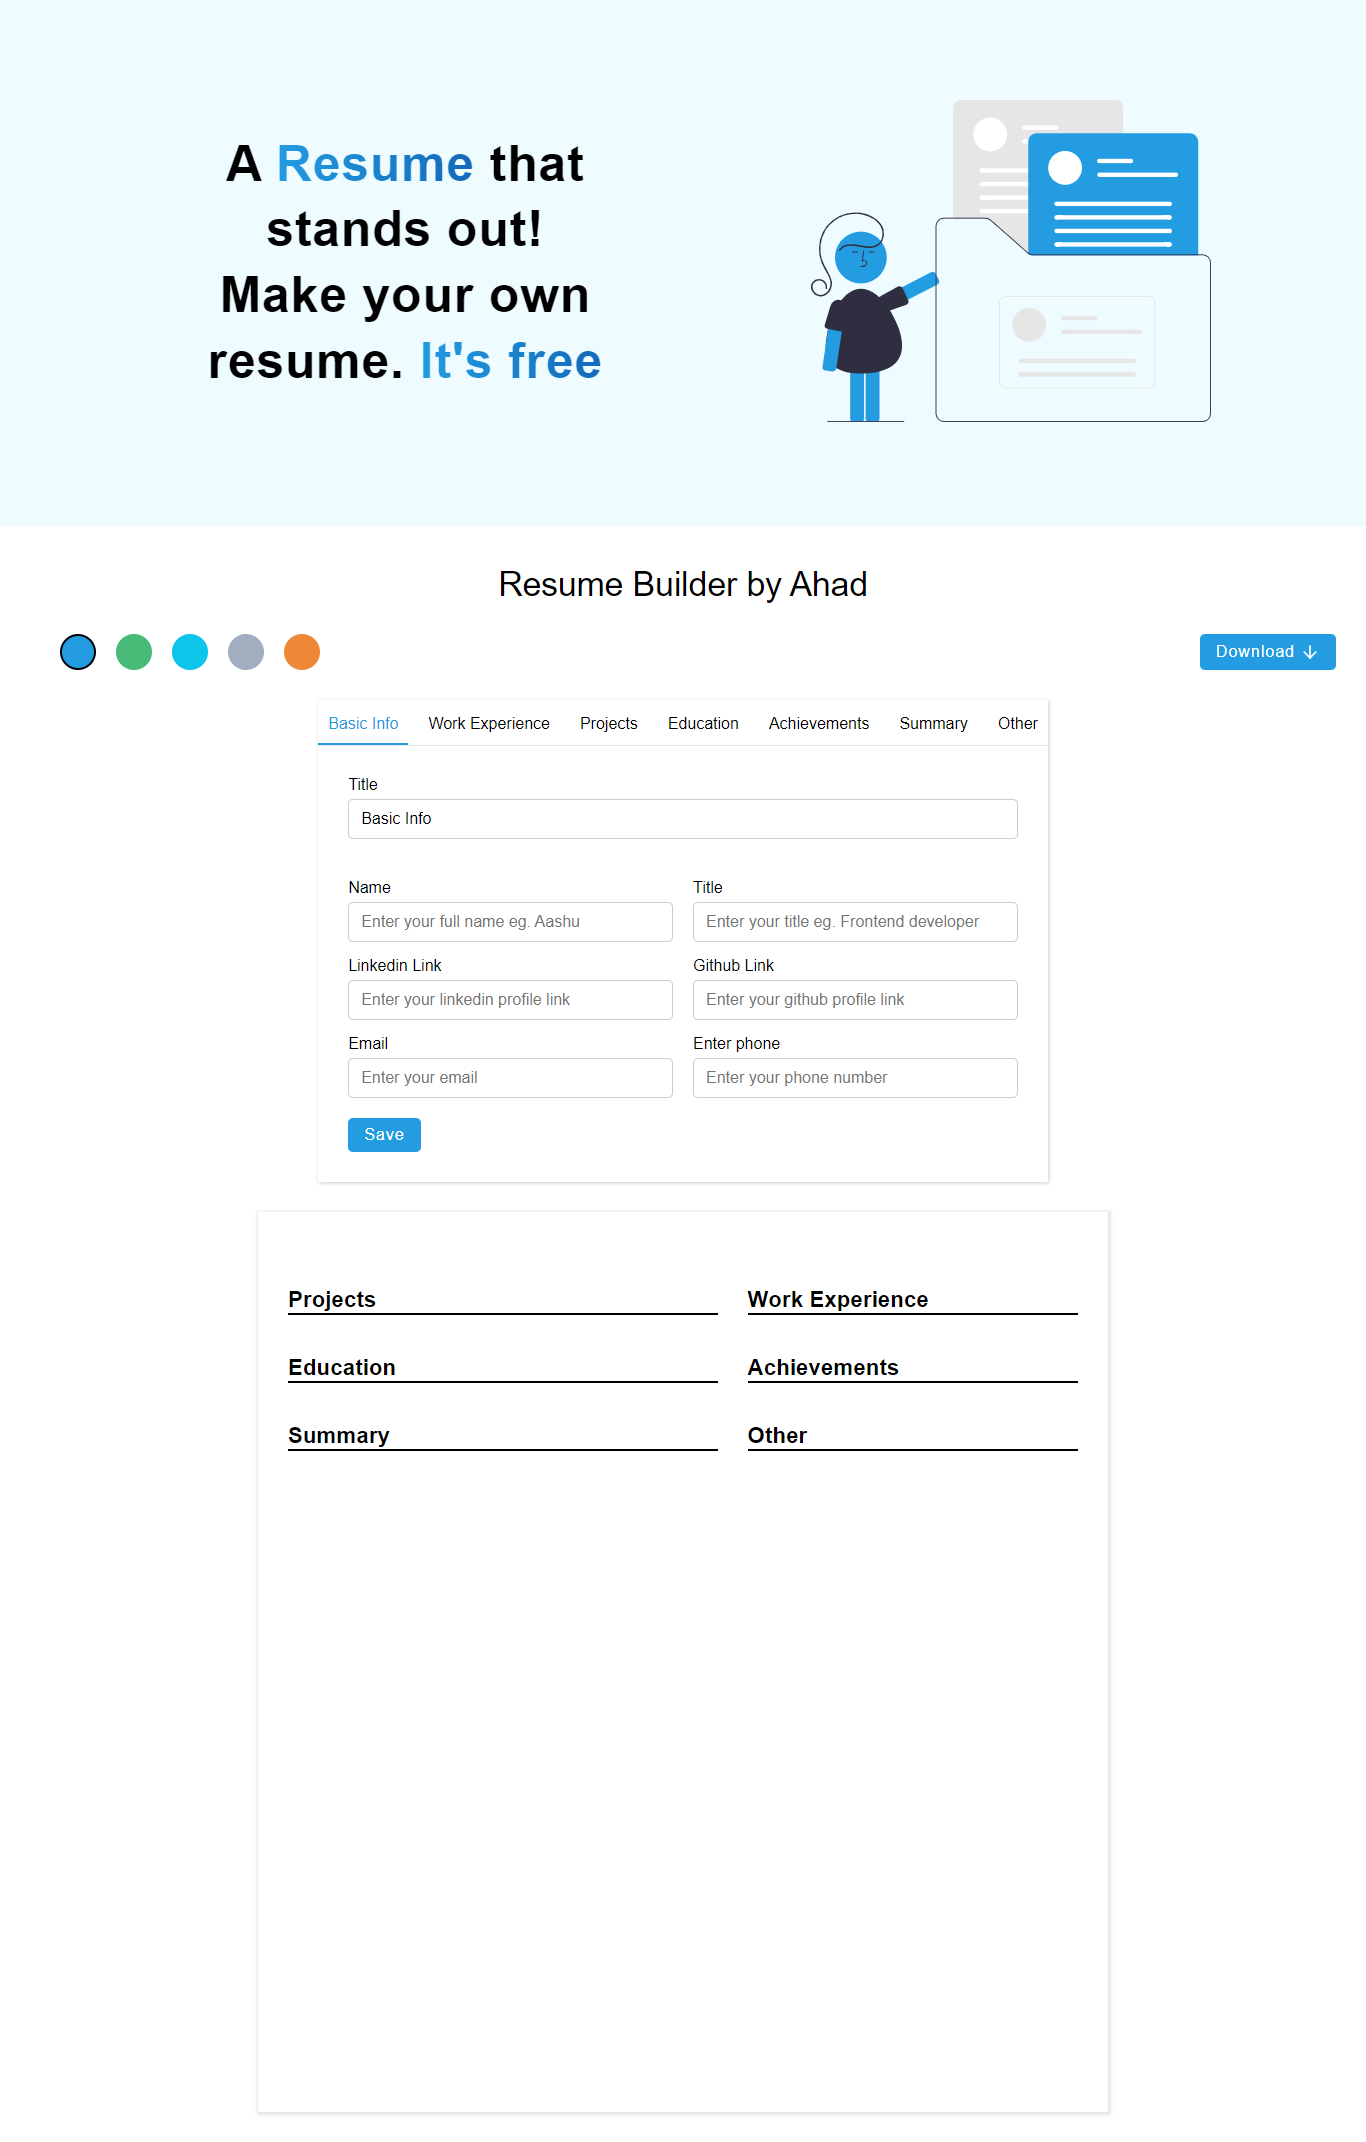 A Resume that
stands out!
Make your own
resume. It's free
Resume Builder by Ahad
Download
Basic Info Work Experience Projects Education Achievements Summary Other
Title
Basic Info
Name Title
Enter your full name eg. Aashu Enter your title eg. Frontend developer
Linkedin Link Github Link
Enter your linkedin profile link Enter your github profile link
Email Enter phone
Enter your email Enter your phone number
Save
Projects Work Experience
Education Achievements
Summary Other